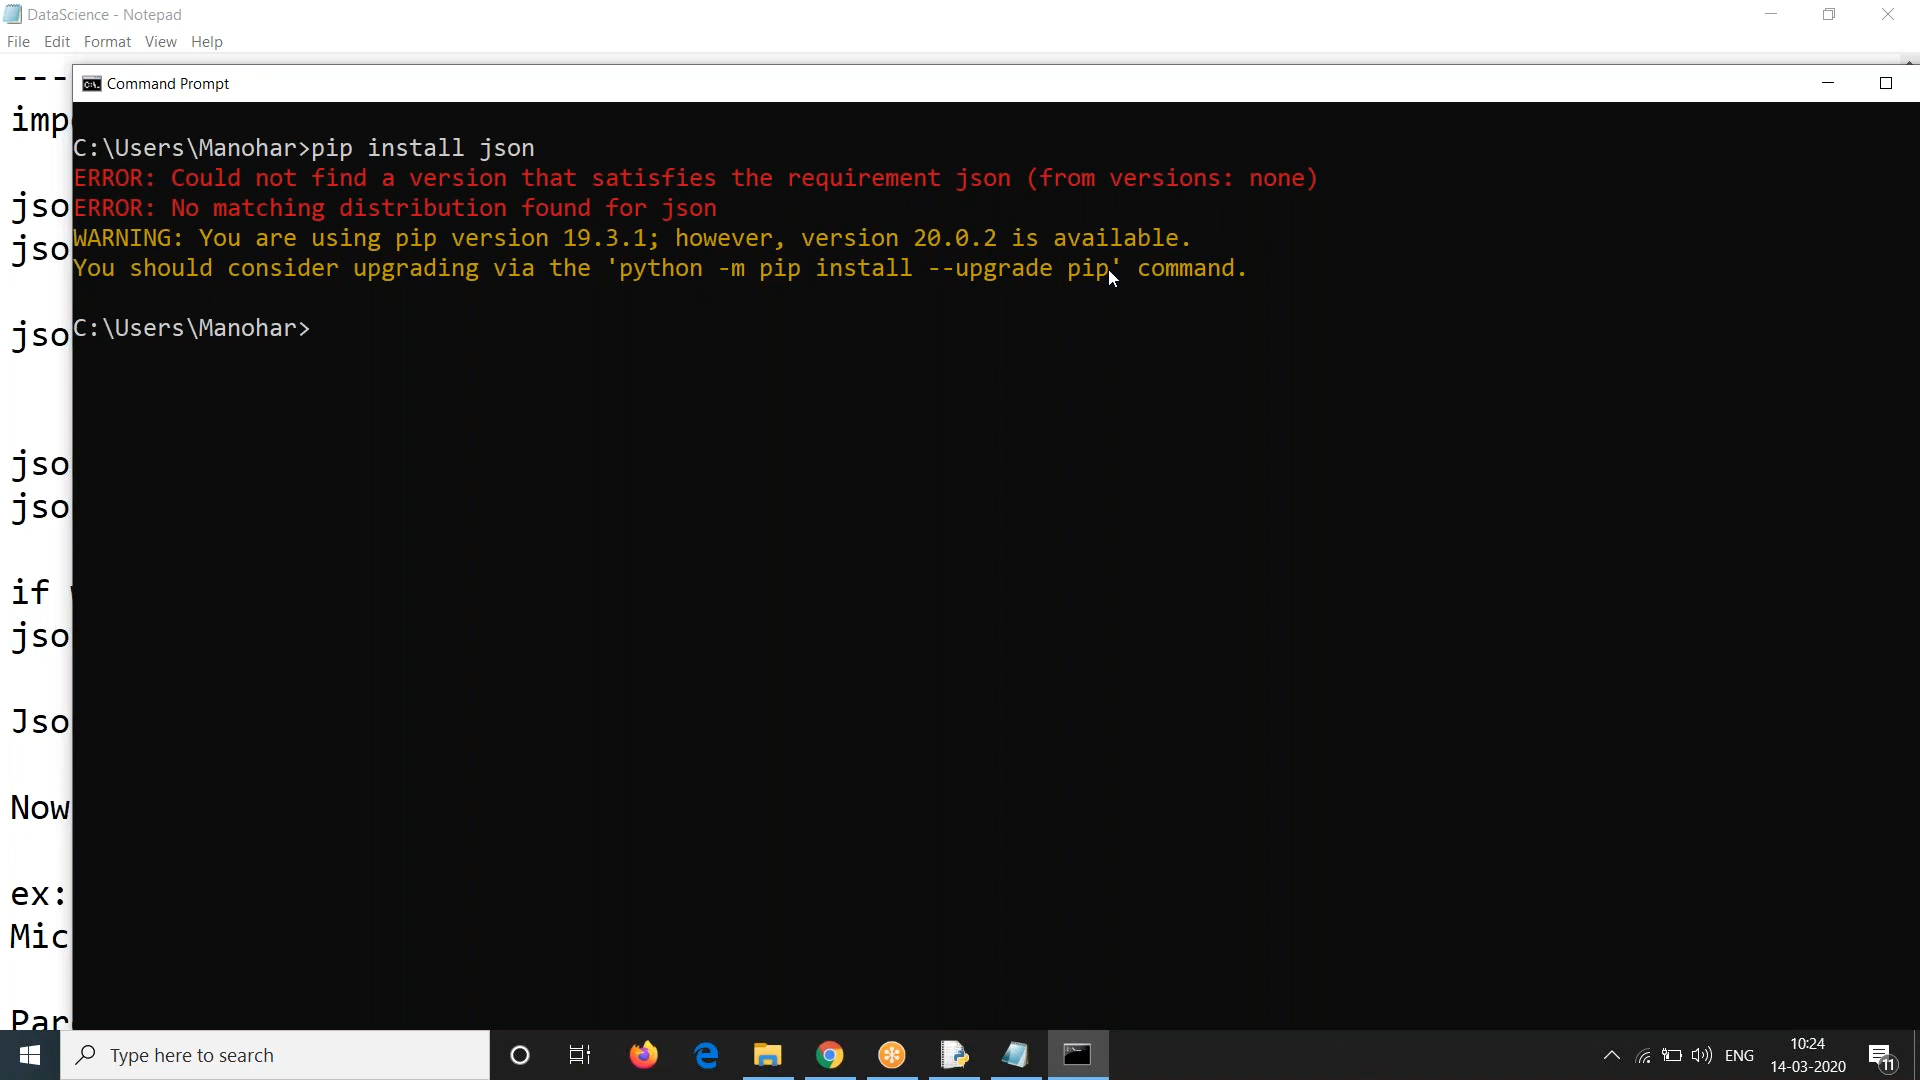 DataScience - Notepad
File Edit Format View Help
---
imp
jso
jso
jso
jso
jso
if
jso
Jso
Now
ex:
Mic
Par
Command Prompt
C:\Users\Manohar>pip install json
ERROR: Could not find a version that satisfies the requirement json (from versions: none)
ERROR: No matching distribution found for json
WARNING: You are using pip version 19.3.1; however, version 20.0.2 is available.
You should consider upgrading via the 'python -m pip install --upgrade pip' command.
C:\Users\Manohar>
Type here to search
ENG
10:24
14-03-2020
11